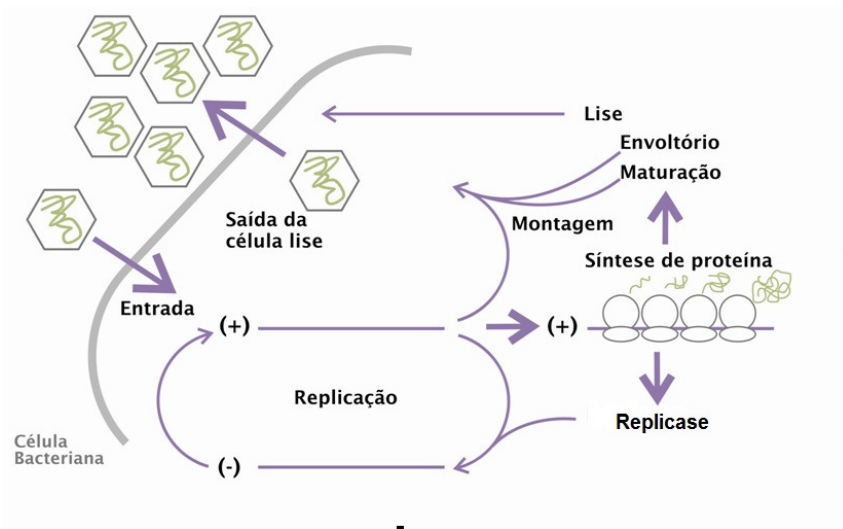 Lise
Envoltório
Maturação
Montagem
Saída da
célula lise
Síntese de proteína
Entrada
(+)
(+)
Replicação
Replicase
Célula
Bacteriana
(-)